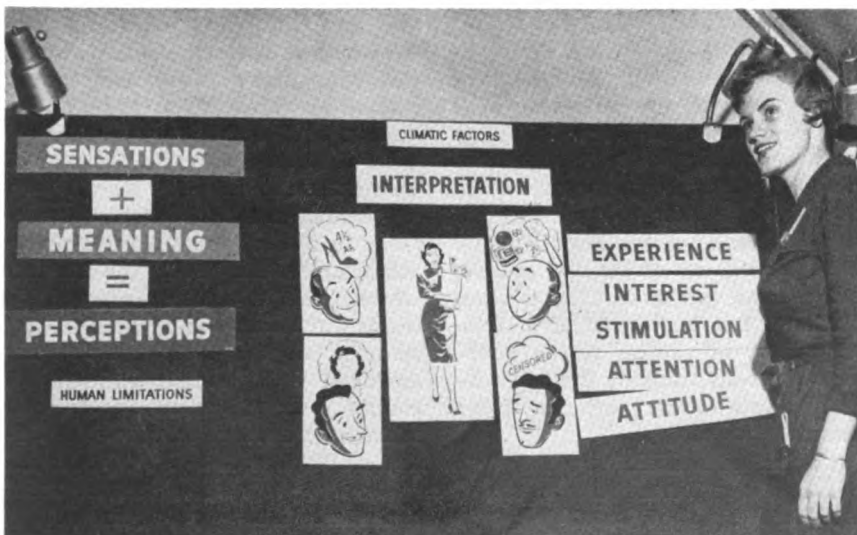 SENSATIONS
+
MEANING
=
PERCEPTIONS
HUMAN LIMITATIONS
CLIMATIC FACTORS
INTERPRETATION
CENSORED
EXPERIENCE
INTEREST
STIMULATION
ATTENTION
ATTITUDE